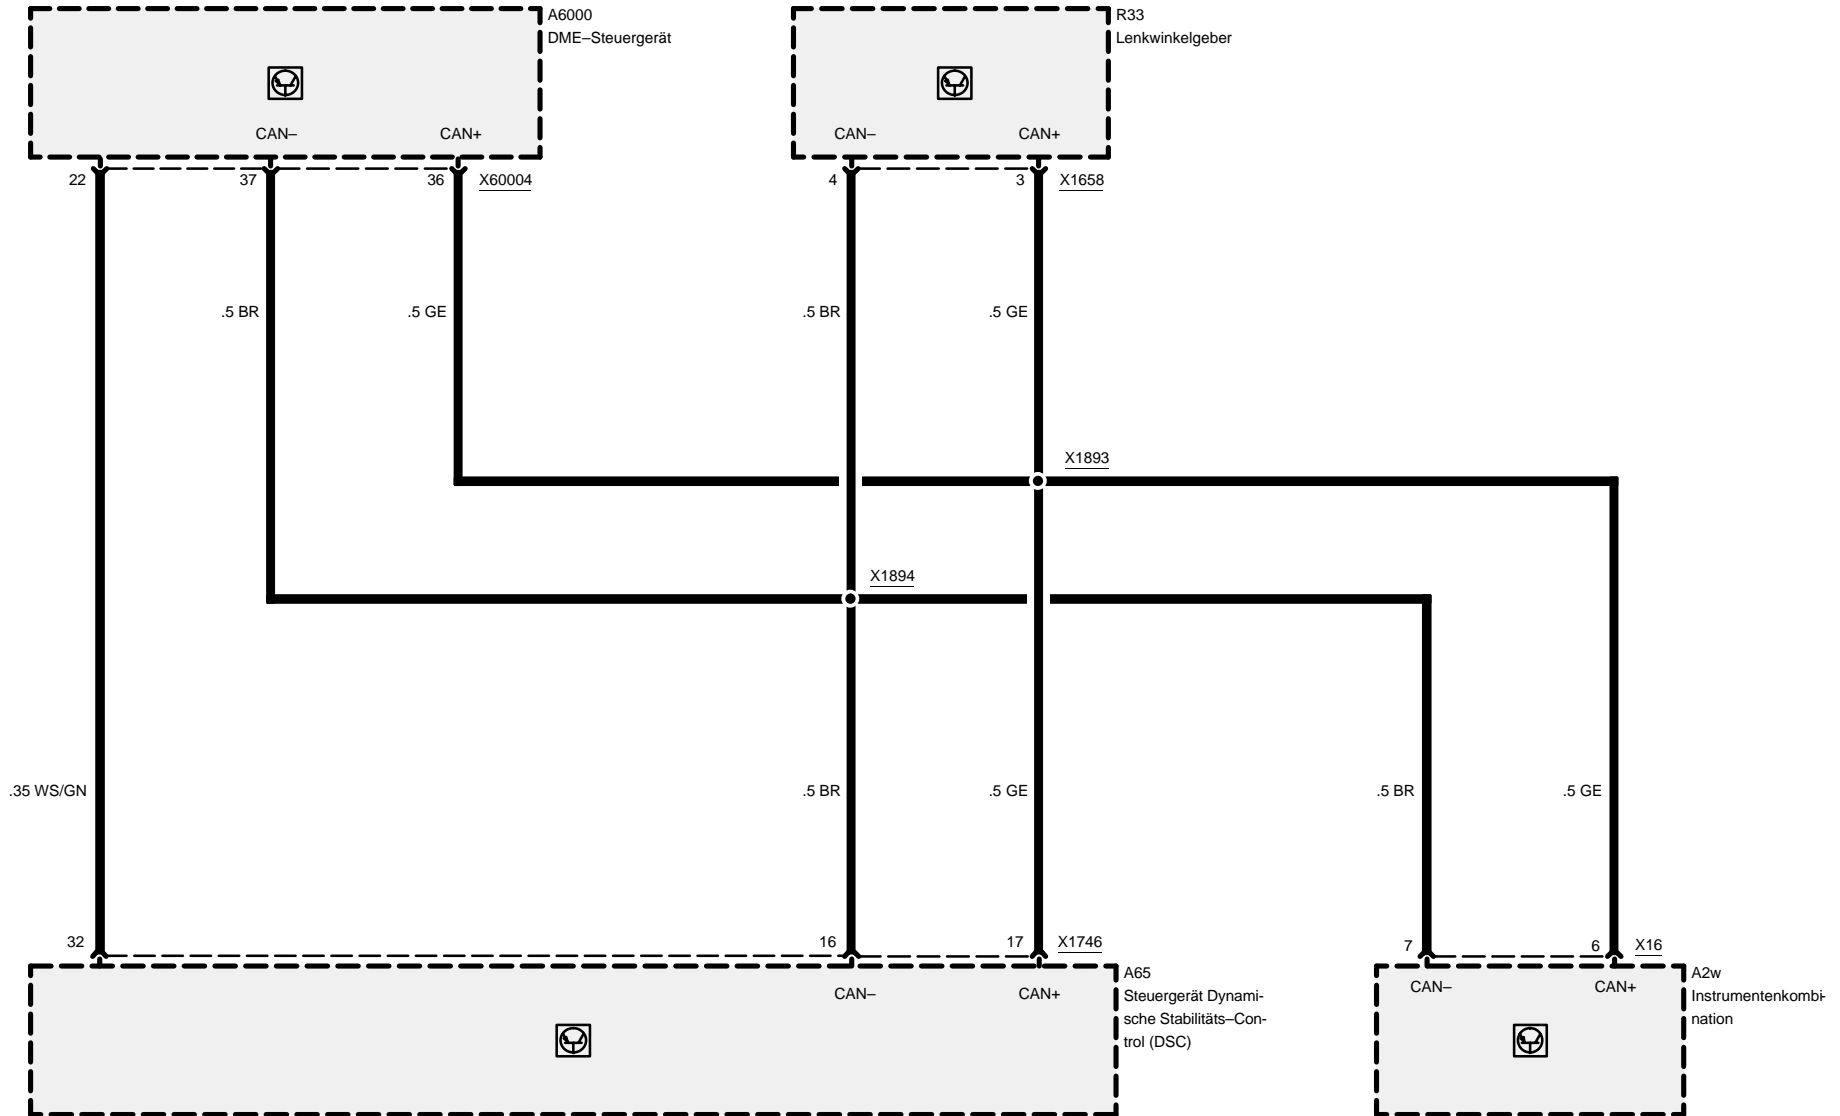 A6000
DME–Steuergerät
R33
Lenkwinkelgeber
CAN– CAN+
CAN– CAN+
22 37 36 X60004
4 3 X1658
.5 BR .5 GE
.5 BR .5 GE
X1893
X1894
.35 WS/GN
.5 BR .5 GE
.5 BR .5 GE
32 16 17 X1746
7 6 X16
A65
Steuergerät Dynami-
sche Stabilitäts–Con-
trol (DSC)
CAN– CAN+
CAN– CAN+
A2w
Instrumentenkombi-
nation